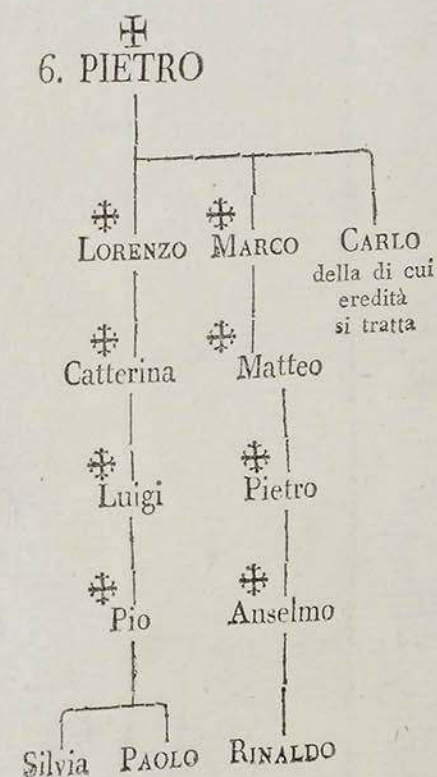 6. PIETRO
LORENZO MARCO CARLO
della di cui
eredità
si tratta
Catterina Matteo
Luigi Pietro
Pio Anselmo
Silvia PAOLO RINALDO